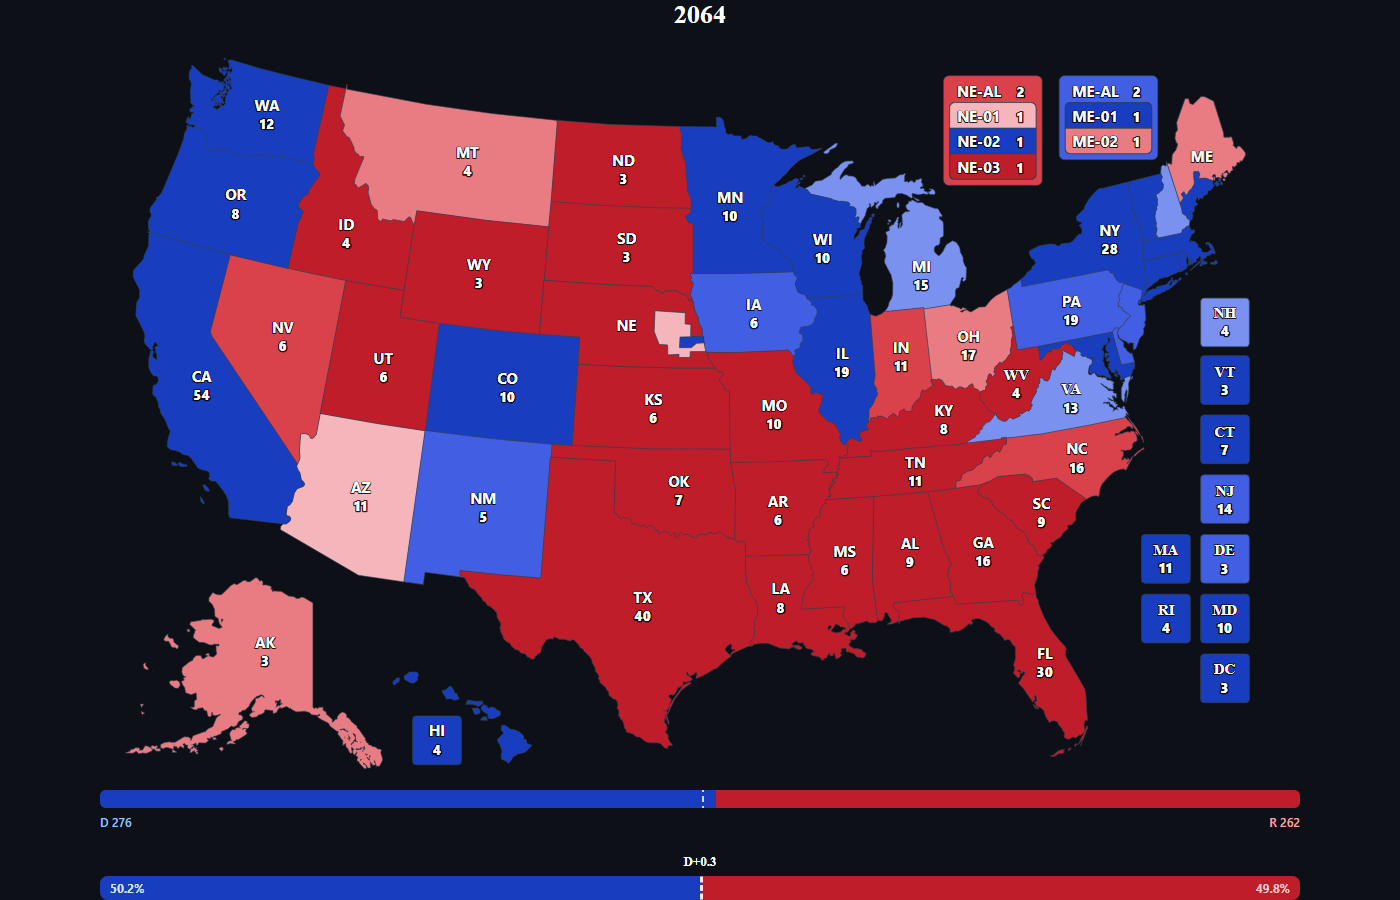 2064
NE-AL 2
NE-01 1
NE-02 1
NE-03 1
ME-AL 2
ME-01 1
ME-02 1
WA
12
OR
8
CA
54
NV
6
ID
4
MT
4
WY
3
UT
6
AZ
11
CO
10
NM
5
ND
3
SD
3
NE
KS
6
OK
7
TX
40
MN
10
IA
6
MO
10
AR
6
LA
8
WI
10
IL
19
MI
15
IN
11
OH
17
KY
8
TN
11
MS
6
AL
9
GA
16
FL
30
SC
9
NC
16
VA
13
WV
4
PA
19
NY
28
ME
NH
4
VT
3
CT
7
NJ
14
MA
11
DE
3
RI
4
MD
10
DC
3
AK
3
HI
4
D 276
R 262
D+0.3
50.2%
49.8%